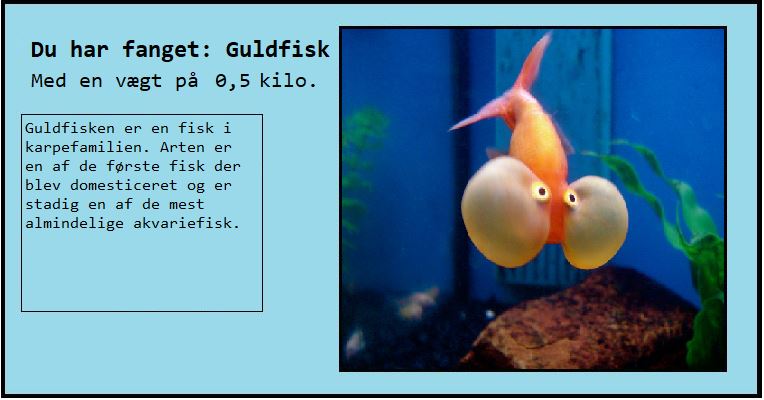 Du har fanget: Guldfisk
Med en vægt på 0,5 kilo.
Guldfisken er en fisk i
karpefamilien. Arten er
en af de første fisk der
blev domesticeret og er
stadig en af de mest
almindelige akvariefisk.